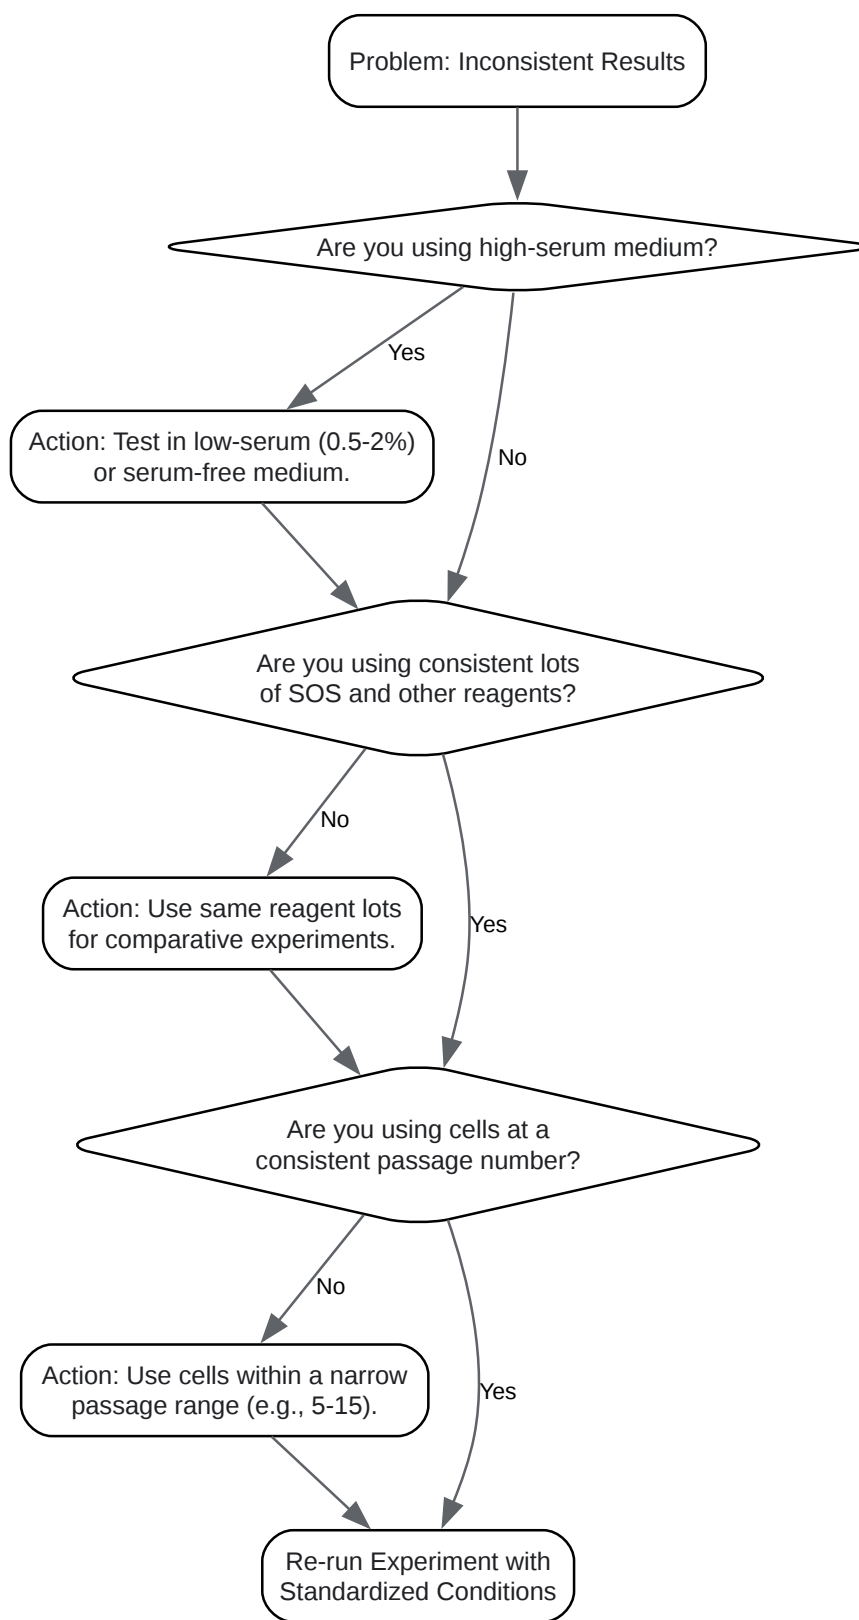 Problem: Inconsistent Results
Are you using high-serum medium?
Yes
Action: Test in low-serum (0.5-2%)
or serum-free medium.
No
Are you using consistent lots
of SOS and other reagents?
No
Action: Use same reagent lots
for comparative experiments.
Yes
Are you using cells at a
consistent passage number?
No
Action: Use cells within a narrow
passage range (e.g., 5-15).
Yes
Re-run Experiment with
Standardized Conditions